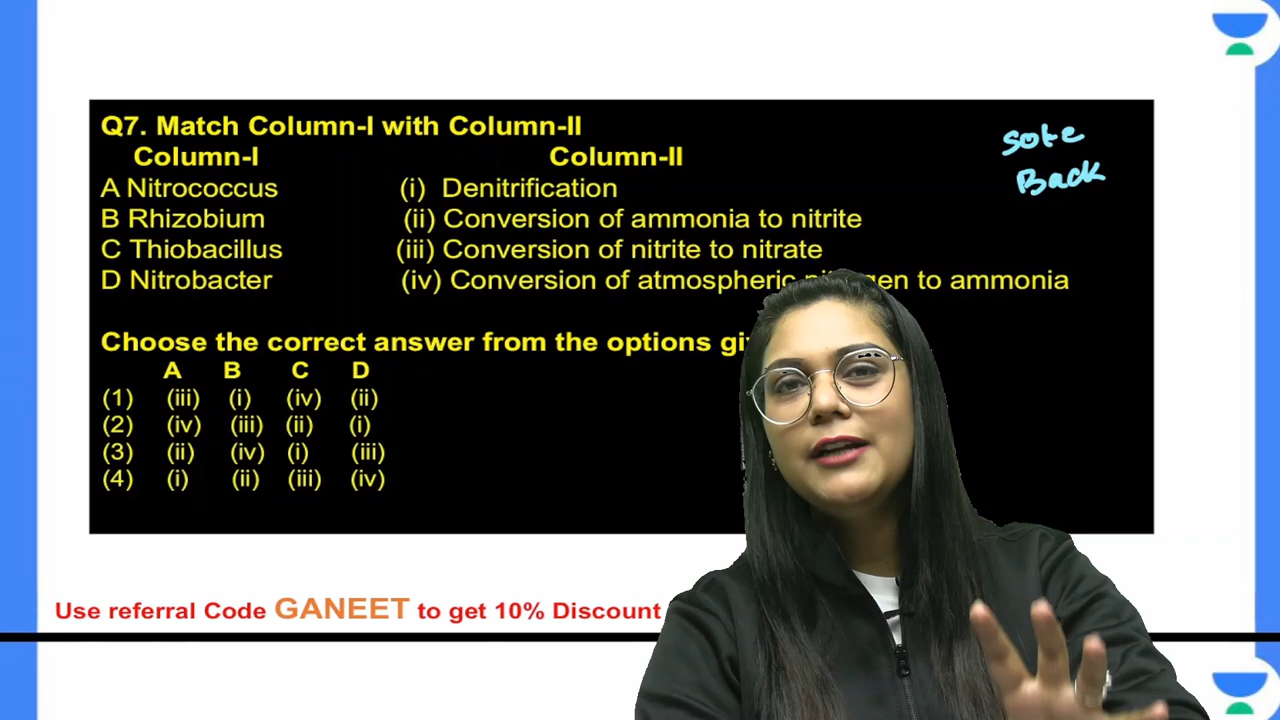 Q7. Match Column-I with Column-II
Column-I Column-II
A Nitrococcus (i) Denitrification
B Rhizobium (ii) Conversion of ammonia to nitrite
C Thiobacillus (iii) Conversion of nitrite to nitrate
D Nitrobacter (iv) Conversion of atmospheric to ammonia
Choose the correct answer from the options
A B C D
(1) (iii) (i) (iv) (ii)
(2) (iv) (iii) (ii) (i)
(3) (ii) (iv) (i) (iii)
(4) (i) (ii) (iii) (iv)
Back
Use referral Code GANEET to get 10% Discount